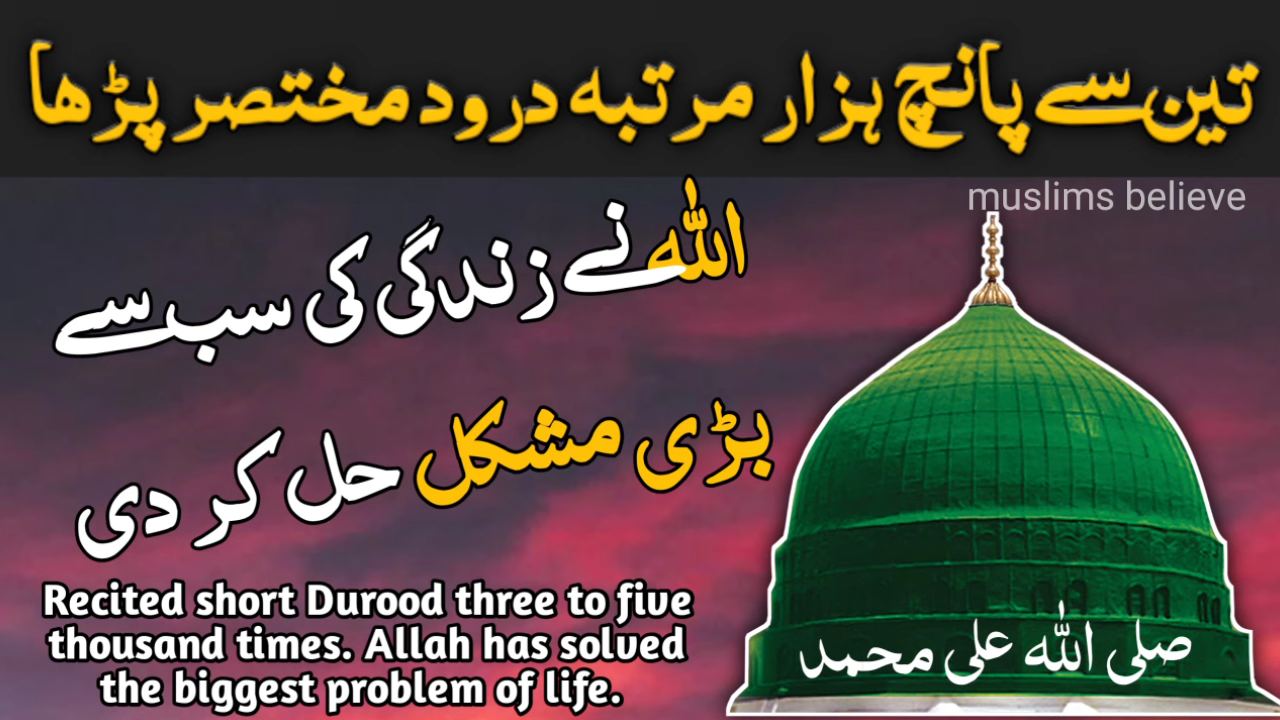 تین سے پانچ ہزار مرتبہ درود مختصر پڑھا
muslims believe
اللہ نے زندگی کی سب سے
بڑی مشکل حل کر دی
Recited short Durood three to five
thousand times. Allah has solved
the biggest problem of life.
صلی اللہ علی محمد